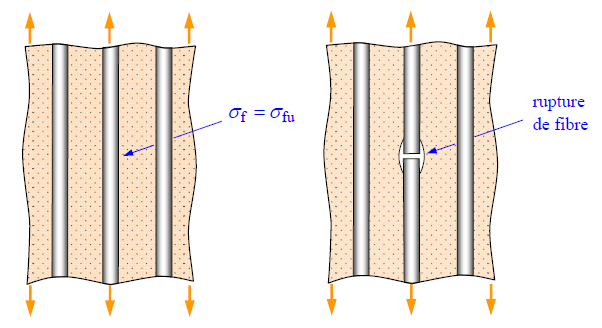 σf = σfu
rupture
de fibre